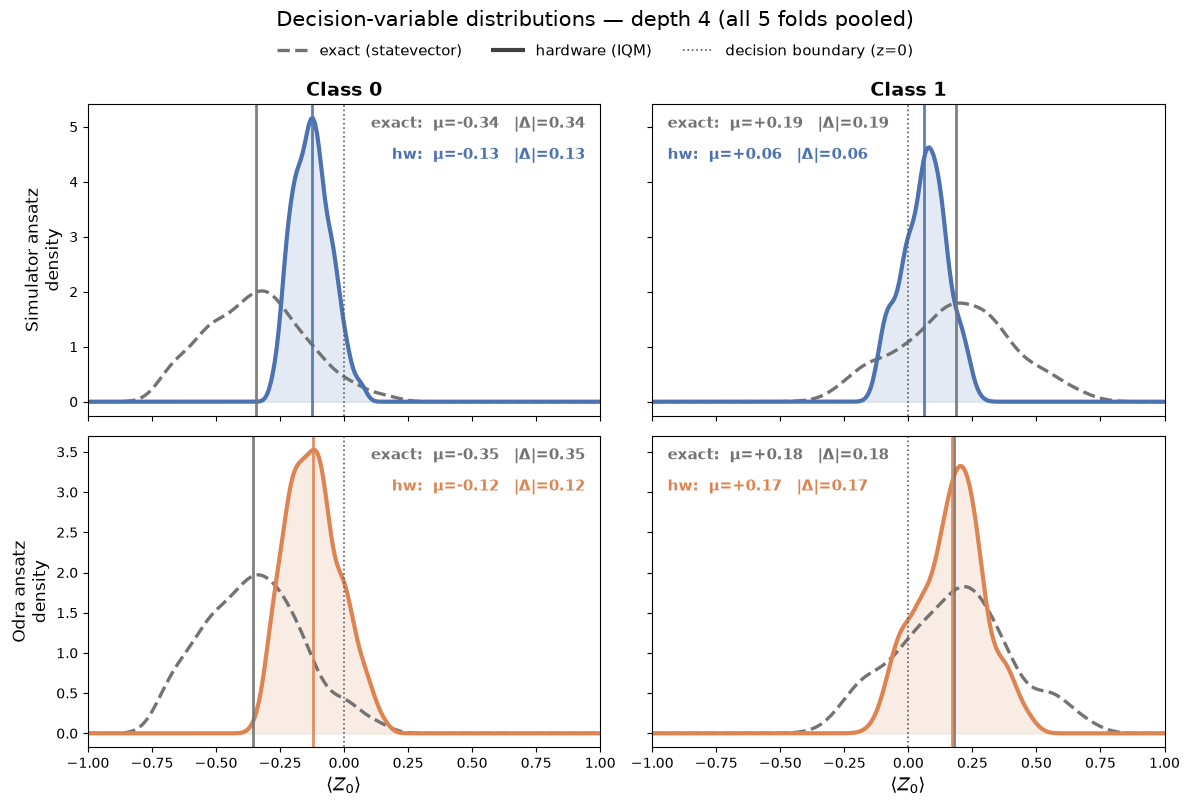 Decision-variable distributions — depth 4 (all 5 folds pooled)
exact (statevector) hardware (IQM) decision boundary (z=0)
Class 0
Class 1
Simulator ansatz
density
5
4
3
2
1
0
exact: μ=-0.34 |Δ|=0.34
hw: μ=-0.13 |Δ|=0.13
exact: μ=+0.19 |Δ|=0.19
hw: μ=+0.06 |Δ|=0.06
Odra ansatz
density
3.5
3.0
2.5
2.0
1.5
1.0
0.5
0.0
exact: μ=-0.35 |Δ|=0.35
hw: μ=-0.12 |Δ|=0.12
exact: μ=+0.18 |Δ|=0.18
hw: μ=+0.17 |Δ|=0.17
−1.00 −0.75 −0.50 −0.25 0.00 0.25 0.50 0.75 1.00
⟨Z₀⟩
−1.00 −0.75 −0.50 −0.25 0.00 0.25 0.50 0.75 1.00
⟨Z₀⟩